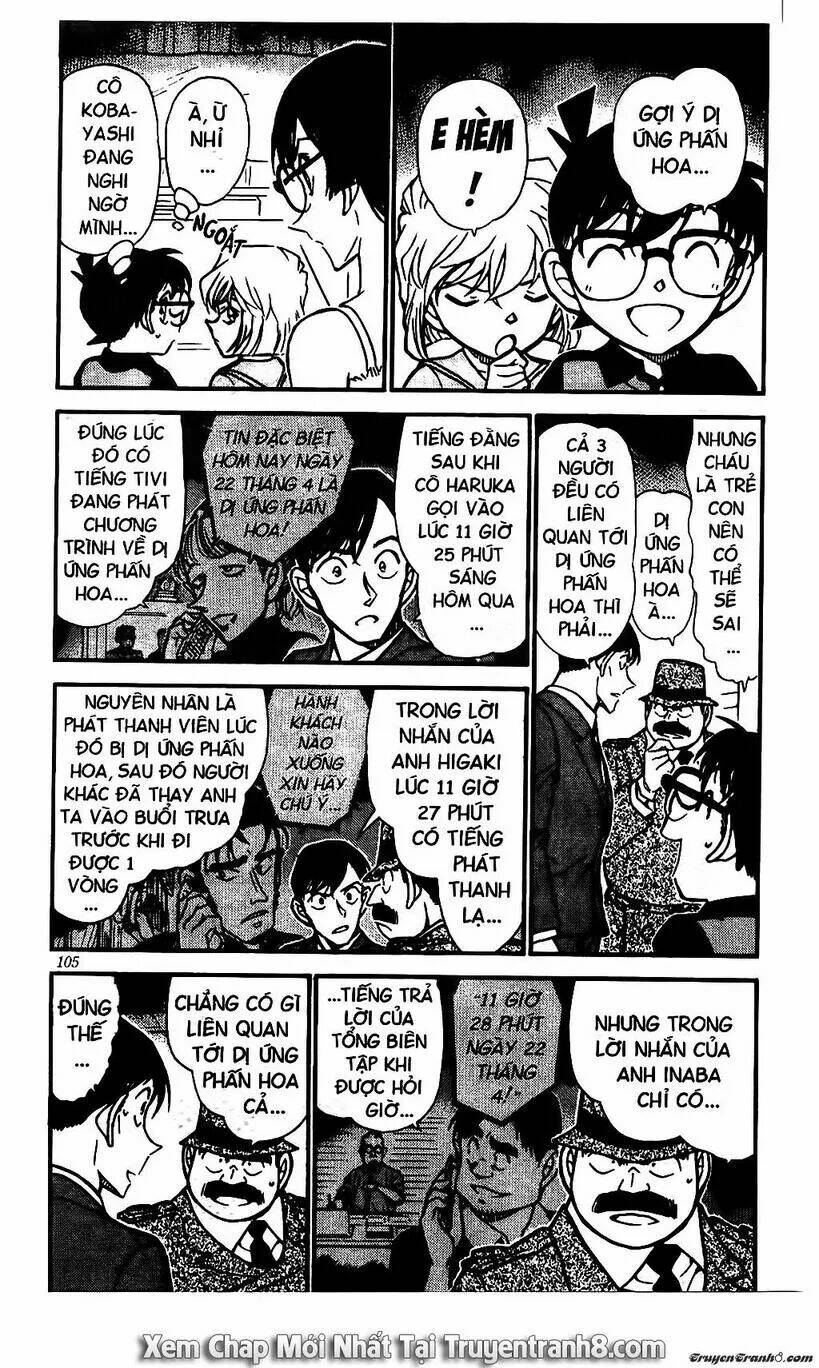 GỢI Ý DỊ
ỨNG PHẤN
HOA...
E HÈM
!
À, Ừ
NHỈ
...
NGOẮT
CÔ
KOBA-
YASHI
ĐANG
NGHI
NGỜ
MÌNH...
NHƯNG
CHÁU
LÀ TRẺ
CON
NÊN
CÓ
THỂ
SẼ
SAI
...
DỊ
ỨNG
PHẤN
HOA
À...
CẢ 3
NGƯỜI
ĐỀU CÓ
LIÊN
QUAN TỚI
DỊ ỨNG
PHẤN
HOA THÌ
PHẢI...
TIẾNG ĐẰNG
SAU KHI
CÔ HARUKA
GỌI VÀO
LÚC 11 GIỜ
25 PHÚT
SÁNG
HÔM QUA
...
TIN ĐẶC BIỆT
HÔM NAY NGÀY
22 THÁNG 4 LÀ
DỊ ỨNG PHẤN
HOA!
ĐÚNG LÚC
ĐÓ CÓ
TIẾNG TIVI
ĐANG PHÁT
CHƯƠNG
TRÌNH VỀ DỊ
ỨNG PHẤN
HOA...
TRONG LỜI
NHẮN CỦA
ANH HIGAKI
LÚC 11 GIỜ
27 PHÚT
CÓ TIẾNG
PHÁT
THANH
LẠ...
HÀNH
KHÁCH
NÀO
XUỐNG
XIN HÃY
CHÚ Ý...
NGUYÊN NHÂN LÀ
PHÁT THANH VIÊN LÚC
ĐÓ BỊ DỊ ỨNG PHẤN
HOA, SAU ĐÓ NGƯỜI
KHÁC ĐÃ THAY ANH
TA VÀO BUỔI TRƯA
TRƯỚC KHI ĐI
ĐƯỢC 1
VÒNG
...
105
NHƯNG TRONG
LỜI NHẮN CỦA
ANH INABA
CHỈ CÓ...
"11 GIỜ
28 PHÚT
NGÀY 22
THÁNG
4!"
...TIẾNG TRẢ
LỜI CỦA
TỔNG BIÊN
TẬP KHI
ĐƯỢC HỎI
GIỜ...
CHẲNG CÓ GÌ
LIÊN QUAN
TỚI DỊ ỨNG
PHẤN HOA
CẢ...
ĐÚNG
THẾ
...
Xem Chap Mới Nhất Tại Truyentranh8.com
TruyenTranh8.com